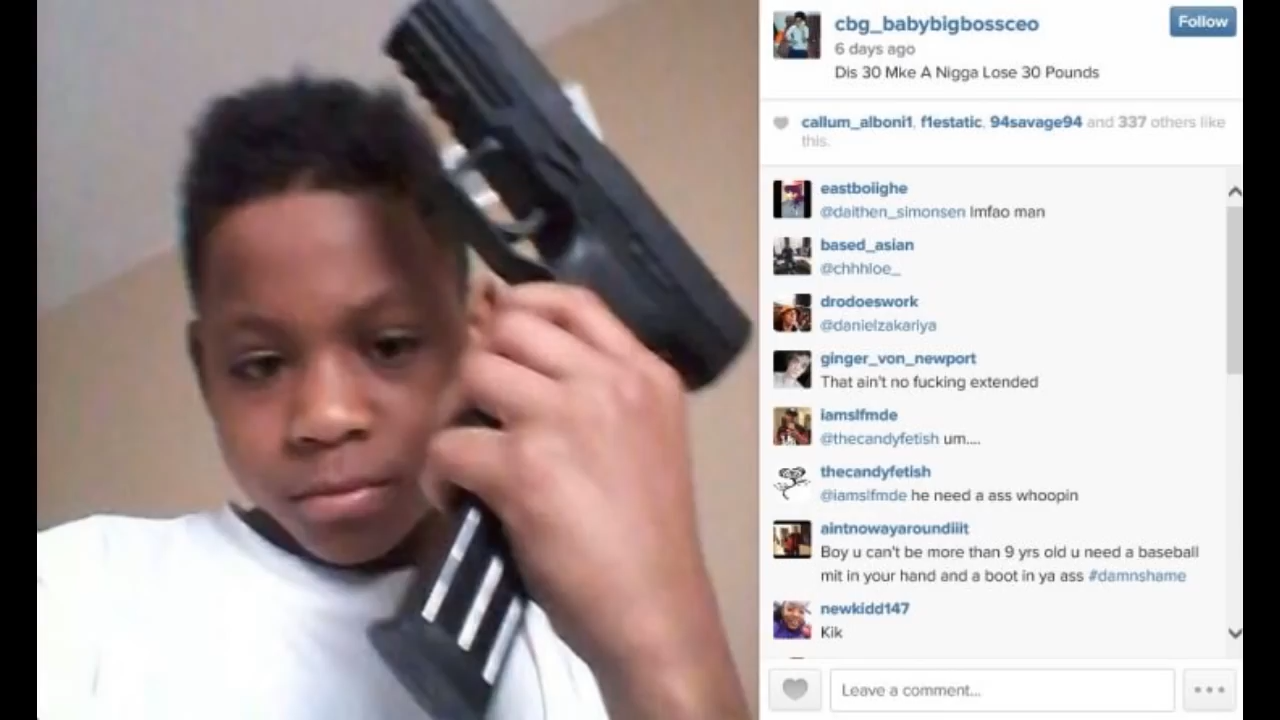 cbg_babybigbossceo
Follow
6 days ago
Dis 30 Mke A Nigga Lose 30 Pounds
callum_alboni1, f1estatic, 94savage94 and 337 others like
this.
eastboiighe
@daithen_simonsen lmfao man
based_asian
@chhhloe_
drodoeswork
@danielzakariya
ginger_von_newport
That ain't no fucking extended
iamslfmde
@thecandyfetish um....
thecandyfetish
@iamslfmde he need a ass whoopin
aintnowayaroundiiit
Boy u can't be more than 9 yrs old u need a baseball
mit in your hand and a boot in ya ass #damnshame
newkidd147
Kik
Leave a comment...